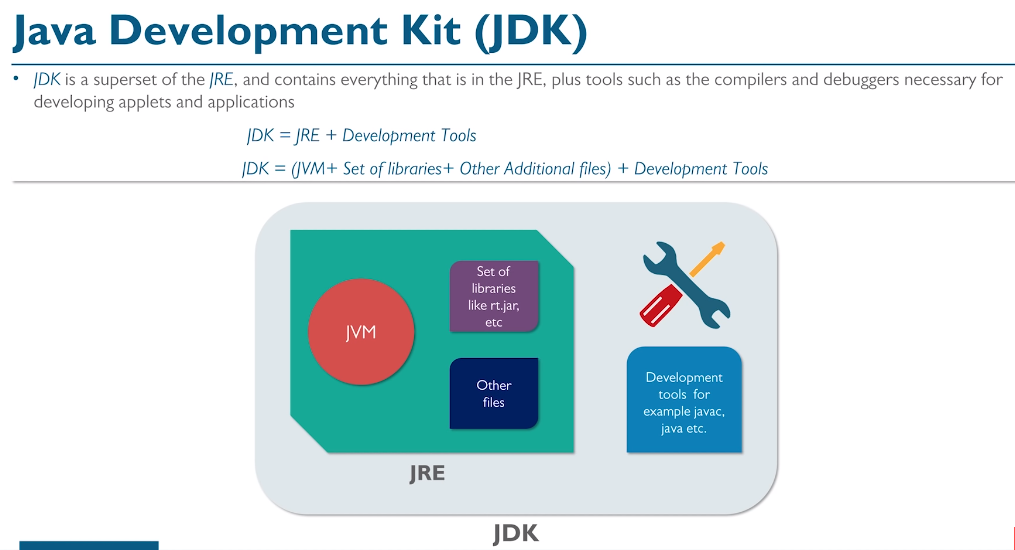 Java Development Kit (JDK)
• JDK is a superset of the JRE, and contains everything that is in the JRE, plus tools such as the compilers and debuggers necessary for
developing applets and applications
JDK = JRE + Development Tools
JDK = (JVM+ Set of libraries+ Other Additional files) + Development Tools
JVM
Set of
libraries
like rt.jar,
etc
Other
files
Development
tools for
example javac,
java etc.
JRE
JDK